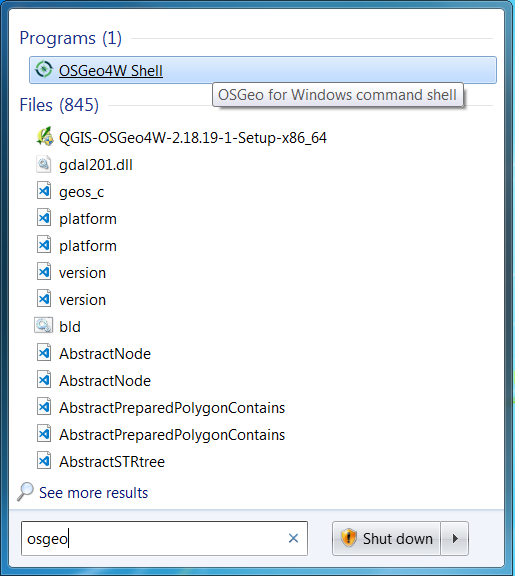 Programs (1)
OSGeo4W Shell
OSGeo for Windows command shell
Files (845)
QGIS-OSGeo4W-2.18.19-1-Setup-x86_64
gdal201.dll
geos_c
platform
platform
version
version
bld
AbstractNode
AbstractNode
AbstractPreparedPolygonContains
AbstractPreparedPolygonContains
AbstractSTRtree
See more results
osgeo
Shut down